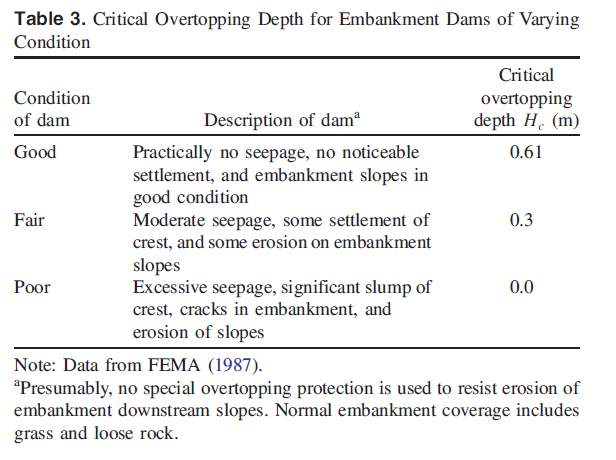 Table 3. Critical Overtopping Depth for Embankment Dams of Varying
Condition
Condition
of dam
Description of damᵃ
Critical
overtopping
depth H_c (m)
Good
Practically no seepage, no noticeable
settlement, and embankment slopes in
good condition
0.61
Fair
Moderate seepage, some settlement of
crest, and some erosion on embankment
slopes
0.3
Poor
Excessive seepage, significant slump of
crest, cracks in embankment, and
erosion of slopes
0.0
Note: Data from FEMA (1987).
ᵃPresumably, no special overtopping protection is used to resist erosion of
embankment downstream slopes. Normal embankment coverage includes
grass and loose rock.